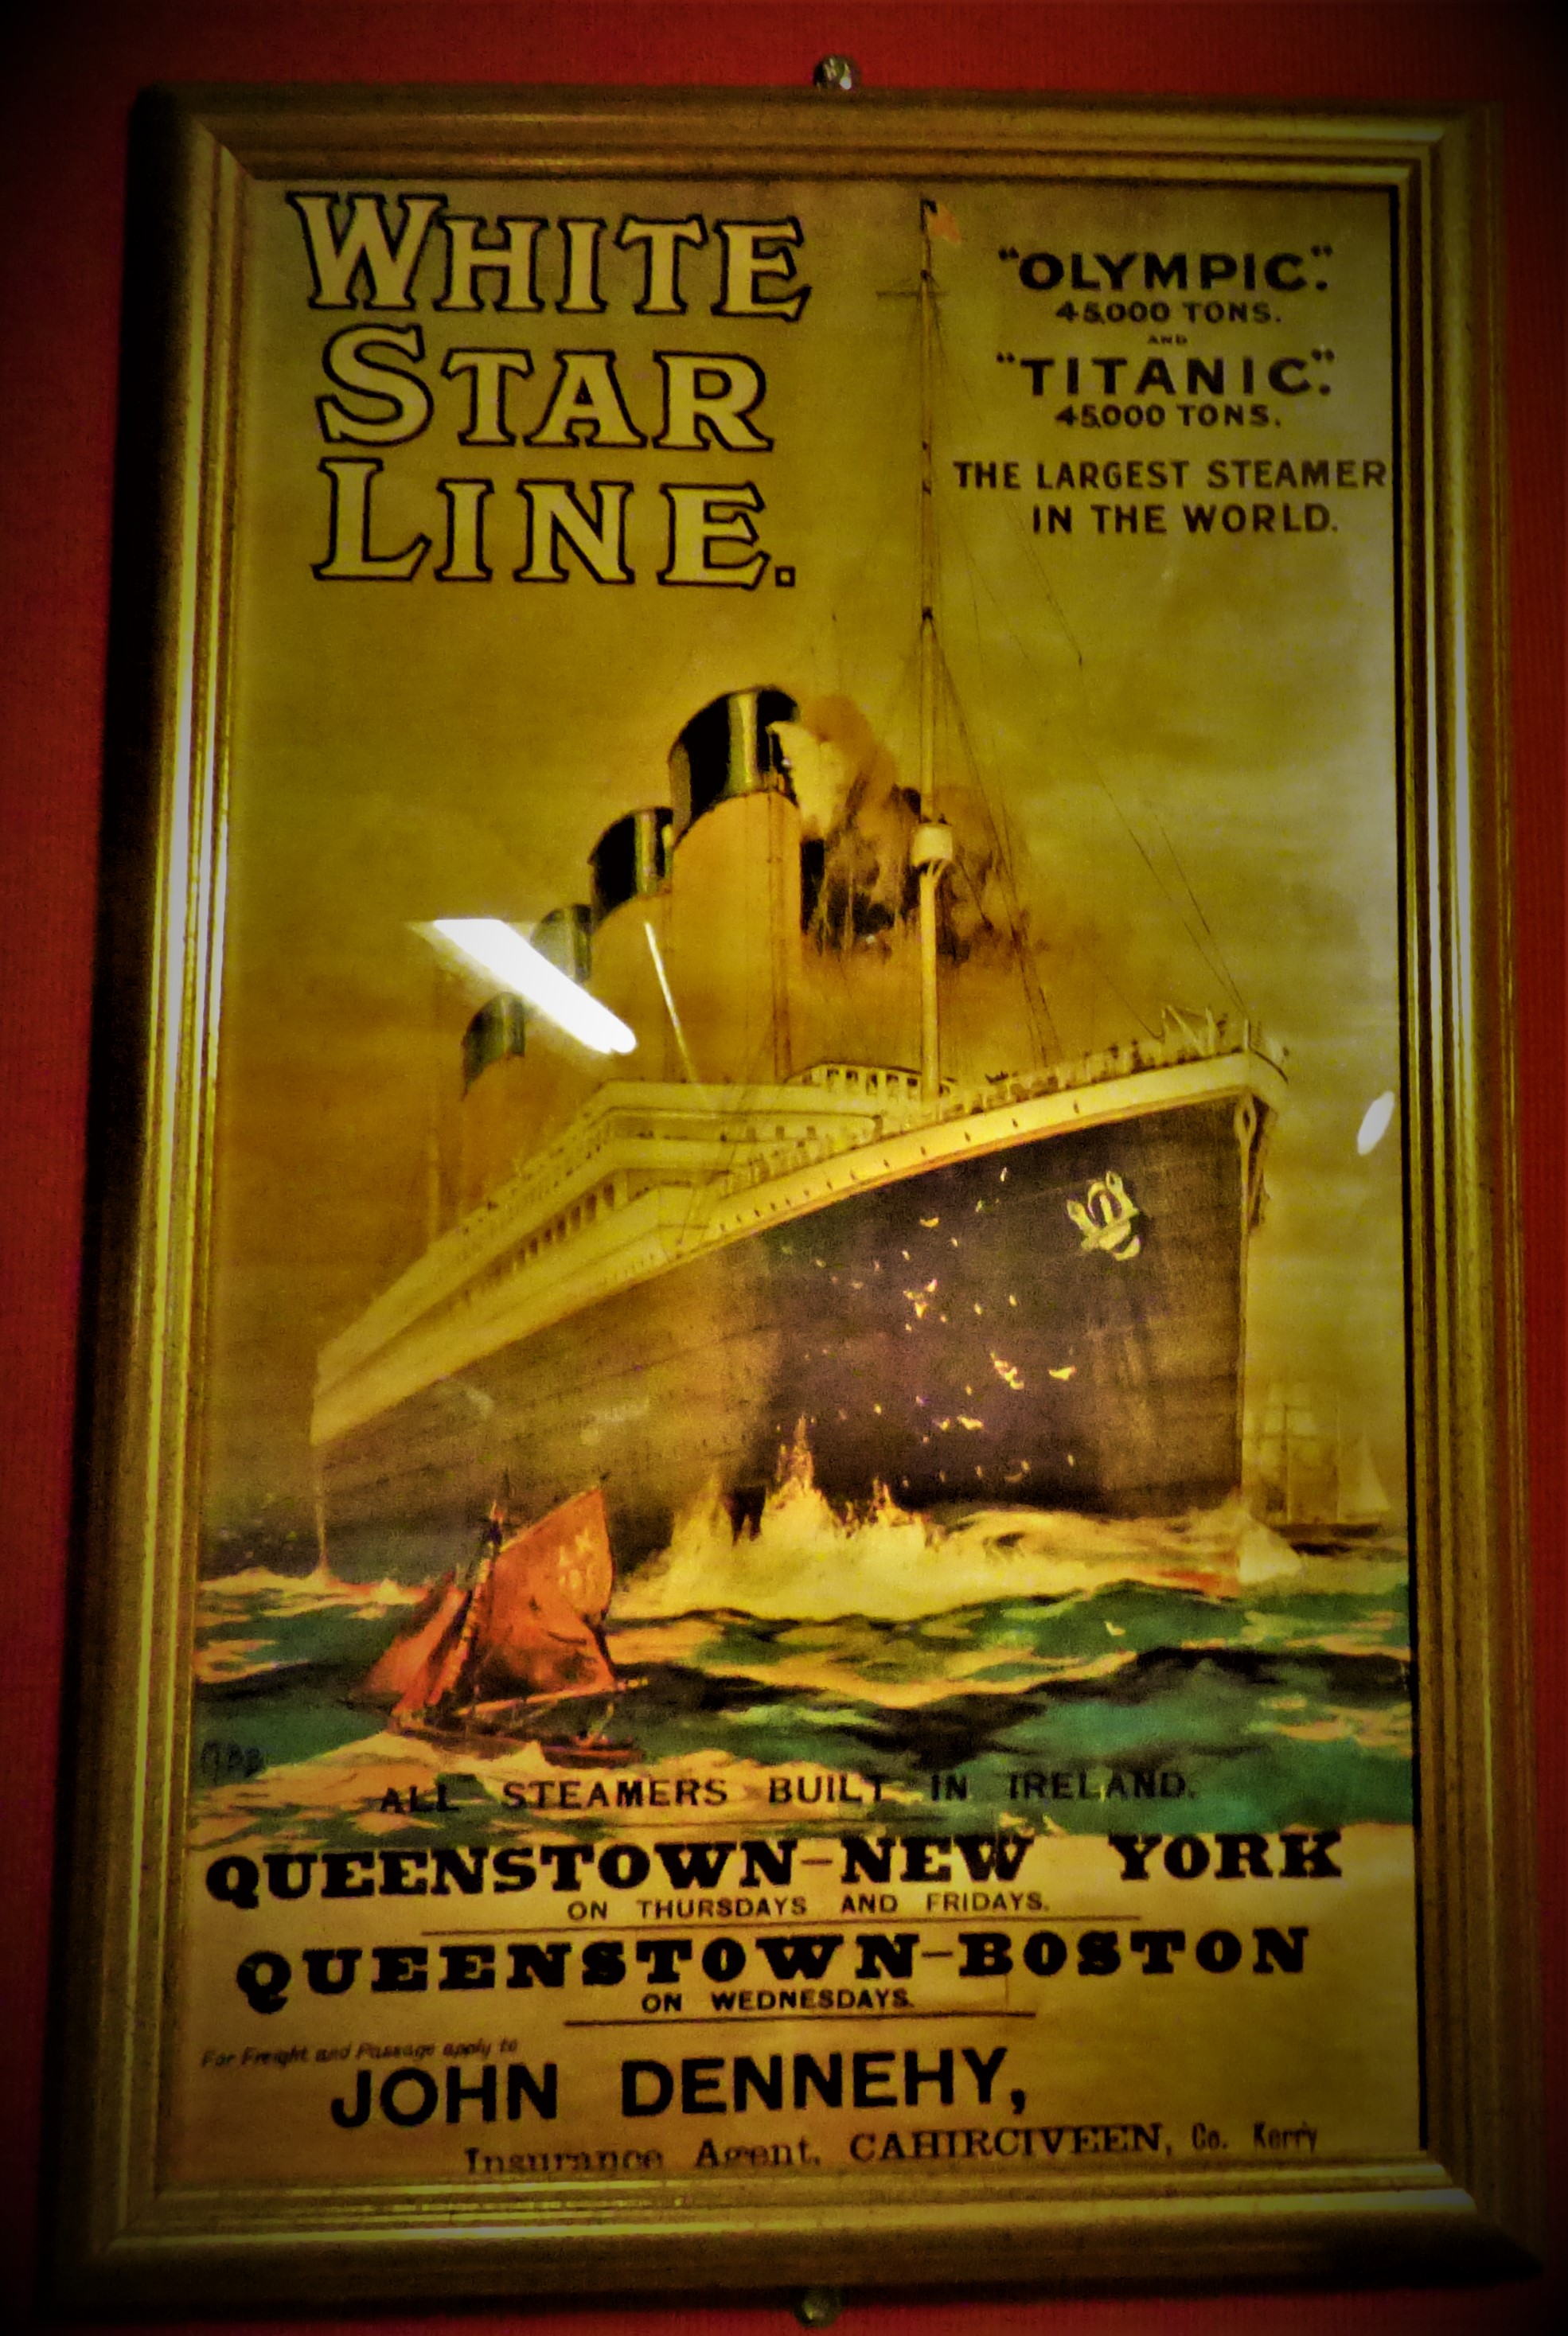 WHITE
STAR
LINE.
"OLYMPIC".
45,000 TONS.
AND
"TITANIC".
45,000 TONS.
THE LARGEST STEAMER
IN THE WORLD.
ALL STEAMERS BUILT IN IRELAND.
QUEENSTOWN-NEW YORK
ON THURSDAYS AND FRIDAYS.
QUEENSTOWN-BOSTON
ON WEDNESDAYS.
For Freight and Passage apply to
JOHN DENNEHY,
Insurance Agent, CAHIRCIVEEN, Co. Kerry